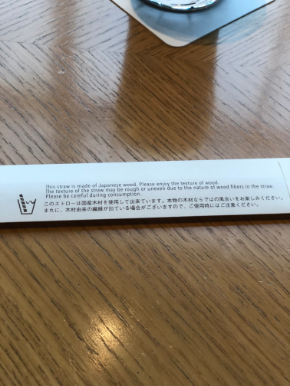 This straw is made of Japanese wood. Please enjoy the texture of wood.
The texture of the straw may be rough or uneven due to the nature of wood fibers in the straw.
Please be careful during consumption.
このストローは国産木材を使用して出来ています。本物の木材ならではの風合いをお楽しみください。
まれに、木材由来の繊維が出ている場合がございますので、ご使用時にはご注意ください。